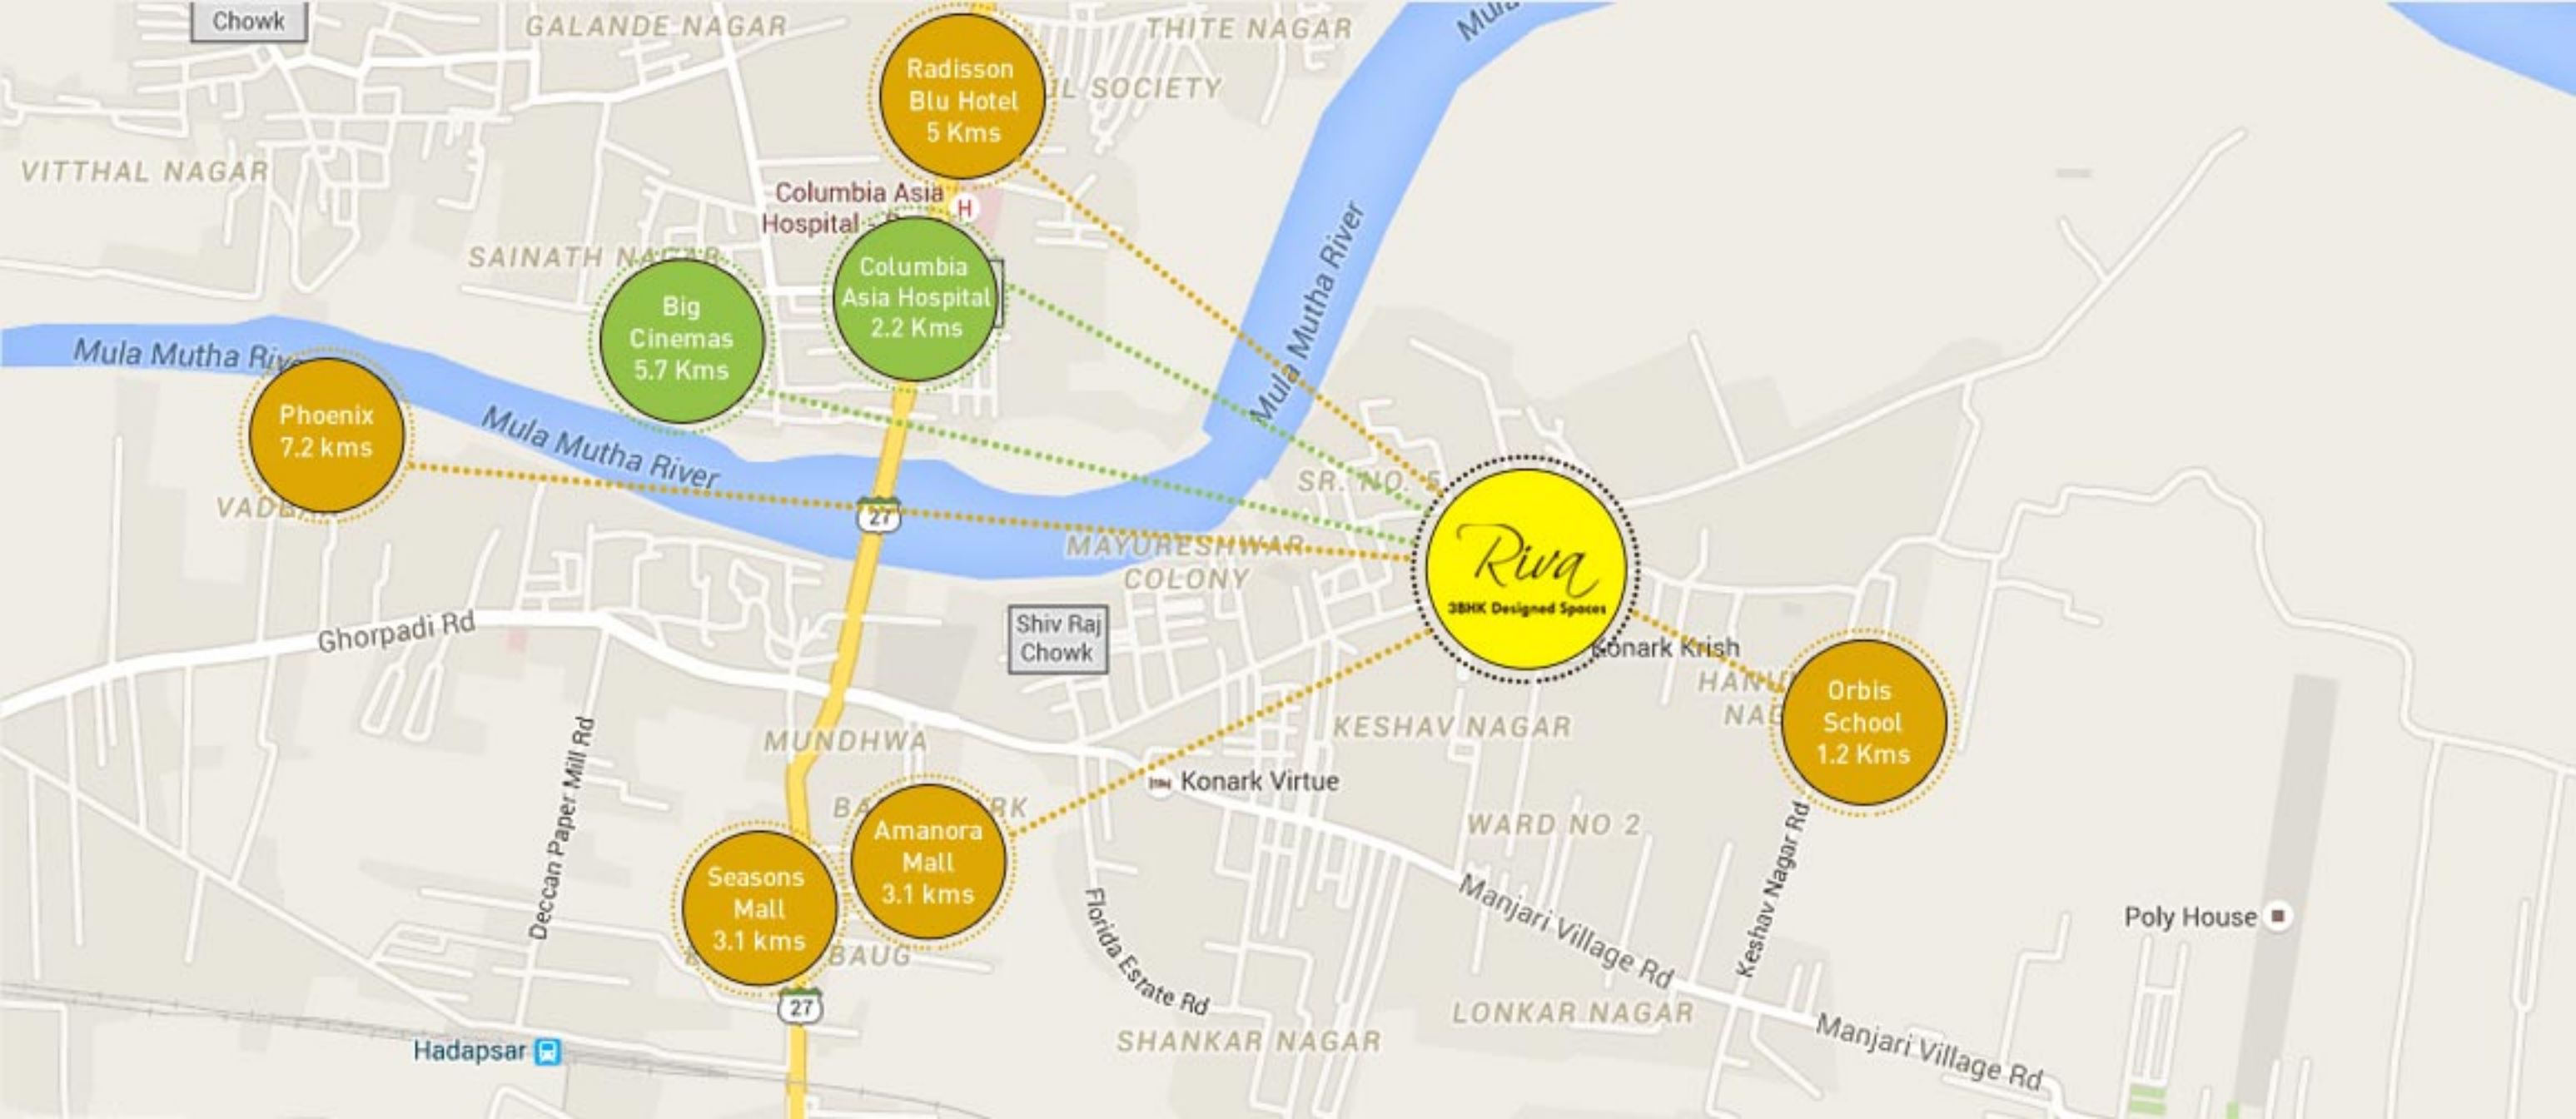 Chowk
GALANDE NAGAR
THITE NAGAR
Radisson
Blu Hotel
5 Kms
IL SOCIETY
VITTHAL NAGAR
Columbia Asia
Hospital -
H
SAINATH NAGAR
Columbia
Asia Hospital
2.2 Kms
Big
Cinemas
5.7 Kms
Mula Mutha River
Mula Mutha River
Mula Mutha River
Phoenix
7.2 kms
27
SR. NO. 5
MAYURESHWAR
COLONY
Riva
3BHK Designed Spaces
Shiv Raj
Chowk
Ghorpadi Rd
Konark Krish
Orbis
School
1.2 Kms
KESHAV NAGAR
MUNDHWA
Konark Virtue
Deccan Paper Mill Rd
Amanora
Mall
3.1 kms
Seasons
Mall
3.1 kms
BAUG
WARD NO 2
Keshav Nagar Rd
Manjari Village Rd
Florida Estate Rd
Poly House
27
LONKAR NAGAR
SHANKAR NAGAR
Manjari Village Rd
Hadapsar